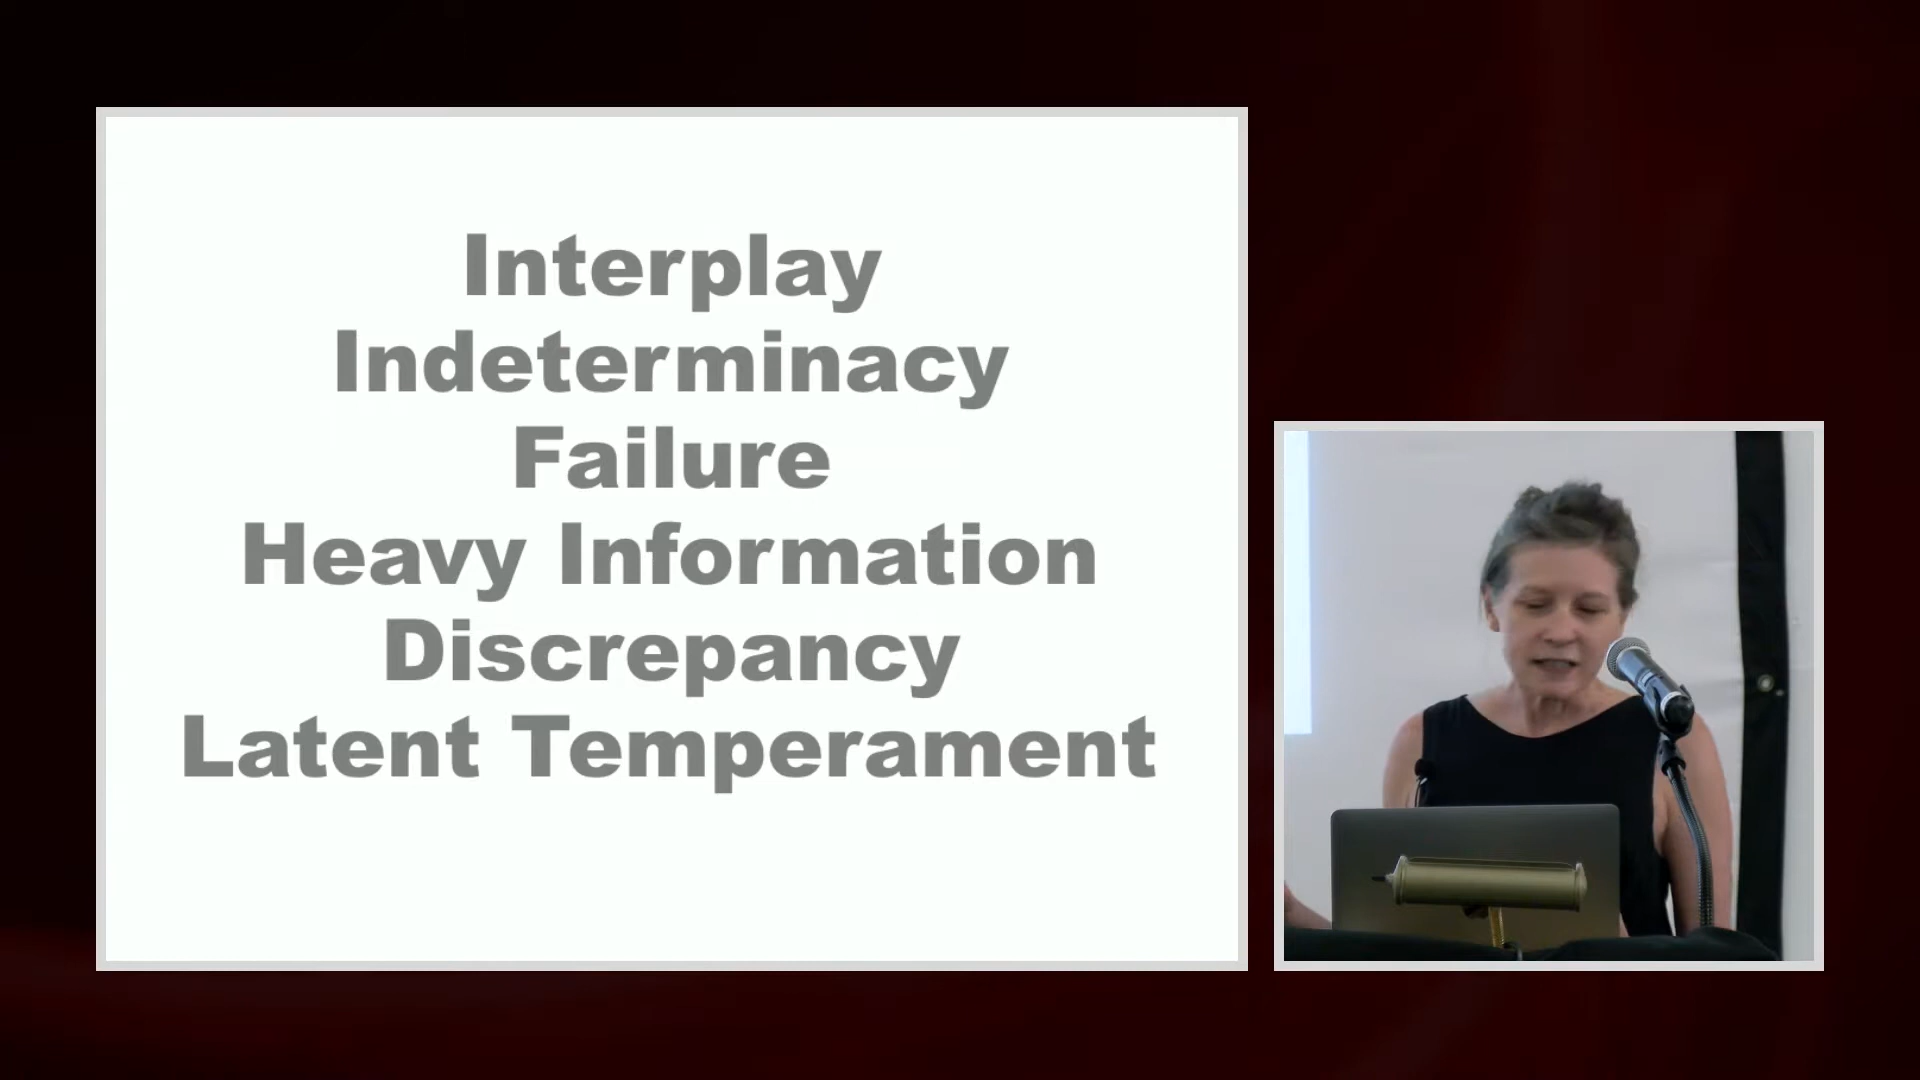 Interplay
Indeterminacy
Failure
Heavy Information
Discrepancy
Latent Temperament